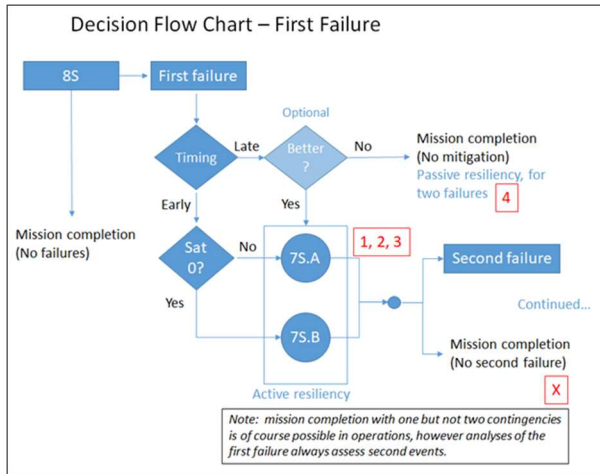 Decision Flow Chart – First Failure
8S
First failure
Optional
Timing
Late
Better
?
No
Mission completion
(No mitigation)
Passive resiliency, for
two failures
4
Early
Yes
Mission completion
(No failures)
Sat
0?
No
7S.A
1, 2, 3
Second failure
Yes
7S.B
Continued...
Mission completion
(No second failure)
X
Active resiliency
Note: mission completion with one but not two contingencies
is of course possible in operations, however analyses of the
first failure always assess second events.